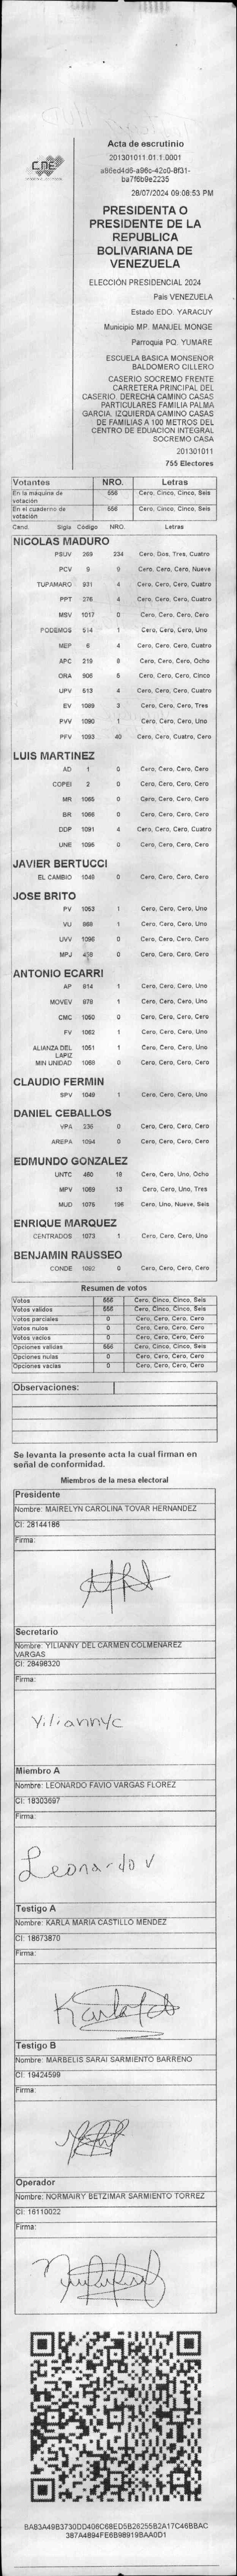 CNE
Acta de escrutinio
201301011.01.1.0001
ba7f6b9e2235
28/07/2024 09:08:53 PM
PRESIDENTA O
PRESIDENTE DE LA
REPUBLICA
BOLIVARIANA DE
VENEZUELA
ELECCIÓN PRESIDENCIAL 2024
Pais VENEZUELA
Estado EDO. YARACUY
Municipio MP. MANUEL MONGE
Parroquia PQ. YUMARE
ESCUELA BASICA MONSEÑOR
BALDOMERO CILLERO
CASERIO SOCREMO FRENTE
CARRETERA PRINCIPAL DEL
CASERIO. DERECHA CAMINO CASAS
PARTICULARES FAMILIA PALMA
GARCIA. IZQUIERDA CAMINO CASAS
DE FAMILIAS A 100 METROS DEL
CENTRO DE EDUACION INTEGRAL
SOCREMO CASA
201301011
755 Electores
Votantes NRO. Letras
En la máquina de votación 556 Cero, Cinco, Cinco, Seis
En el cuaderno de votación 556 Cero, Cinco, Cinco, Seis
Cand. Sigla Código NRO. Letras
NICOLAS MADURO
PSUV 269 234 Cero, Dos, Tres, Cuatro
PCV 9 9 Cero, Cero, Cero, Nueve
TUPAMARO 931 4 Cero, Cero, Cero, Cuatro
PPT 276 4 Cero, Cero, Cero, Cuatro
MSV 1017 0 Cero, Cero, Cero, Cero
PODEMOS 514 1 Cero, Cero, Cero, Uno
MEP 6 4 Cero, Cero, Cero, Cuatro
APC 219 8 Cero, Cero, Cero, Ocho
ORA 906 5 Cero, Cero, Cero, Cinco
UPV 513 4 Cero, Cero, Cero, Cuatro
EV 1089 3 Cero, Cero, Cero, Tres
PVV 1090 1 Cero, Cero, Cero, Uno
PFV 1093 40 Cero, Cero, Cuatro, Cero
LUIS MARTINEZ
AD 1 0 Cero, Cero, Cero, Cero
COPEI 2 0 Cero, Cero, Cero, Cero
MR 1065 0 Cero, Cero, Cero, Cero
BR 1066 0 Cero, Cero, Cero, Cero
DDP 1091 4 Cero, Cero, Cero, Cuatro
UNE 1095 0 Cero, Cero, Cero, Cero
JAVIER BERTUCCI
EL CAMBIO 1048 0 Cero, Cero, Cero, Cero
JOSE BRITO
PV 1053 1 Cero, Cero, Cero, Uno
VU 1 Cero, Cero, Cero, Uno
UVV 1096 0 Cero, Cero, Cero, Cero
MPJ 0 Cero, Cero, Cero, Cero
ANTONIO ECARRI
AP 814 1 Cero, Cero, Cero, Uno
MOVEV 979 1 Cero, Cero, Cero, Uno
CMC 1050 0 Cero, Cero, Cero, Cero
FV 1062 1 Cero, Cero, Cero, Uno
ALIANZA DEL LAPIZ 1051 1 Cero, Cero, Cero, Uno
MIN UNIDAD 1068 0 Cero, Cero, Cero, Cero
CLAUDIO FERMIN
SPV 1049 1 Cero, Cero, Cero, Uno
DANIEL CEBALLOS
VPA 236 0 Cero, Cero, Cero, Cero
AREPA 1094 0 Cero, Cero, Cero, Cero
EDMUNDO GONZALEZ
UNTC 460 18 Cero, Cero, Uno, Ocho
MPV 1069 13 Cero, Cero, Uno, Tres
MUD 1075 196 Cero, Uno, Nueve, Seis
ENRIQUE MARQUEZ
CENTRADOS 1073 1 Cero, Cero, Cero, Uno
BENJAMIN RAUSSEO
CONDE 1092 0 Cero, Cero, Cero, Cero
Resumen de votos
Votos 556 Cero, Cinco, Cinco, Seis
Votos validos 556 Cero, Cinco, Cinco, Seis
Votos parciales 0 Cero, Cero, Cero, Cero
Votos nulos 0 Cero, Cero, Cero, Cero
Votos vacíos 0 Cero, Cero, Cero, Cero
Opciones validas 556 Cero, Cinco, Cinco, Seis
Opciones nulas 0 Cero, Cero, Cero, Cero
Opciones vacías 0 Cero, Cero, Cero, Cero
Observaciones:
Se levanta la presente acta la cual firman en
señal de conformidad.
Miembros de la mesa electoral
Presidente
Nombre: MAIRELYN CAROLINA TOVAR HERNANDEZ
CI: 28144186
Firma:
Secretario
Nombre: YILIANNY DEL CARMEN COLMENAREZ
VARGAS
CI: 28498320
Firma:
Yiliannyc
Miembro A
Nombre: LEONARDO FAVIO VARGAS FLOREZ
CI: 18303697
Firma:
Leonardo V
Testigo A
Nombre: KARLA MARIA CASTILLO MENDEZ
CI: 18673870
Firma:
Testigo B
Nombre: MARBELIS SARAI SARMIENTO BARRENO
CI: 19424599
Firma:
Operador
Nombre: NORMAIRY BETZIMAR SARMIENTO TORREZ
CI: 16110022
Firma:
BA83A49B3730DD406C68ED5B26255B2A17C46BBAC
387A4894FE6B98919BAA0D1